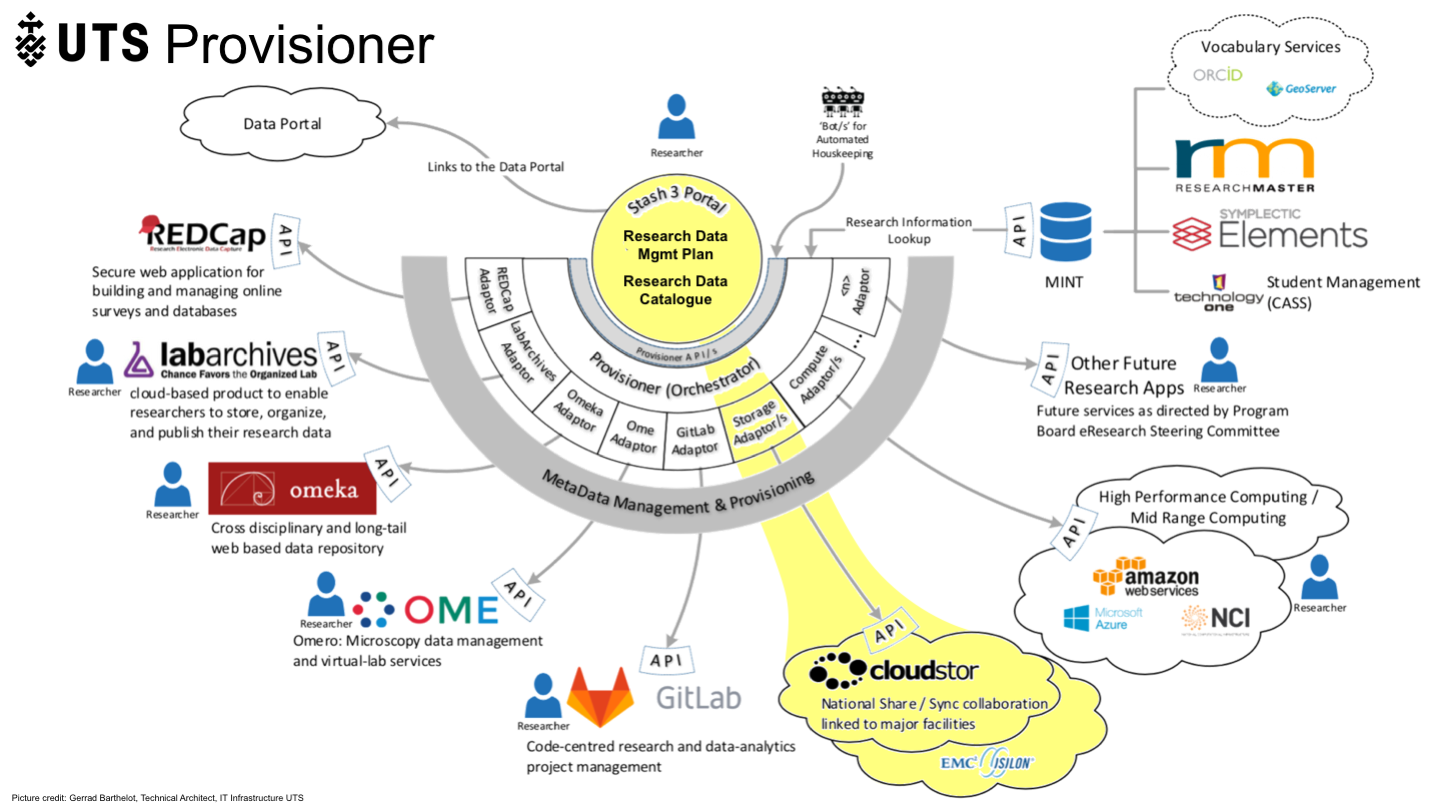 UTS Provisioner
Vocabulary Services
ORCID
GeoServer
Data Portal
Links to the Data Portal
Researcher
'Bot/s' for
Automated
Houskeeping
Stash 3 Portal
Research Data
Mgmt Plan
Research Data
Catalogue
Provisioner A P I / s
Provisioner (Orchestrator)
REDCap
Adaptor
LabArchives
Adaptor
Omeka
Adaptor
Ome
Adaptor
GitLab
Adaptor
Storage
Adaptor/s
Compute
Adaptor/s
...
<n>
Adaptor
MetaData Management & Provisioning
Research Information
Lookup
API
MINT
rm
RESEARCHMASTER
SYMPLECTIC
Elements
technology
one
Student Management
(CASS)
REDCap
Research Electronic Data Capture
API
Secure web application for
building and managing online
surveys and databases
Researcher
labarchives
Chance Favors the Organized Lab
API
cloud-based product to enable
researchers to store, organize,
and publish their research data
Researcher
omeka
API
Cross disciplinary and long-tail
web based data repository
Researcher
OME
API
Omero: Microscopy data management
and virtual-lab services
Researcher
GitLab
API
Code-centred research and data-analytics
project management
API
cloudstor
National Share / Sync collaboration
linked to major facilities
EMC² ISILON
API
Other Future
Research Apps
Researcher
Future services as directed by Program
Board eResearch Steering Committee
High Performance Computing /
Mid Range Computing
API
amazon
web services
Microsoft
Azure
NCI
Researcher
Picture credit: Gerrad Barthelot, Technical Architect, IT Infrastructure UTS